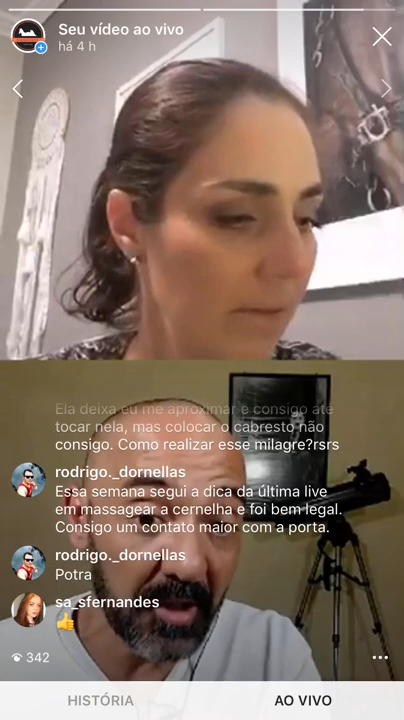 Seu vídeo ao vivo
há 4 h
Ela deixa eu me aproximar e consigo até
tocar nela, mas colocar o cabresto não
consigo. Como realizar esse milagre?rsrs
rodrigo._dornellas
Essa semana segui a dica da última live
em massagear a cernelha e foi bem legal.
Consigo um contato maior com a porta.
rodrigo._dornellas
Potra
sa_sfernandes
👍
342
HISTÓRIA
AO VIVO